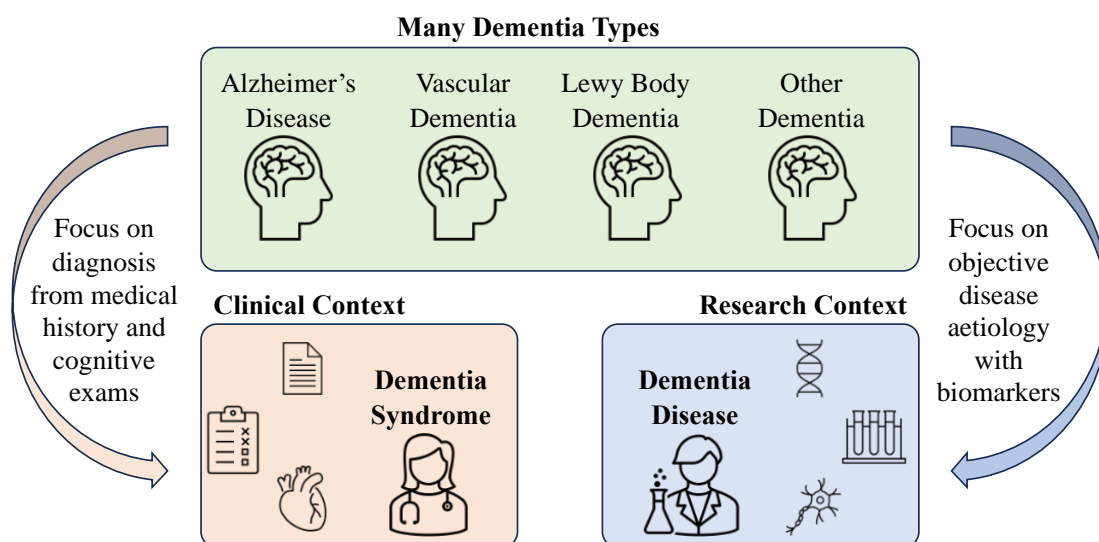 Many Dementia Types
Alzheimer’s
Disease
Vascular
Dementia
Lewy Body
Dementia
Other
Dementia
Focus on
diagnosis
from medical
history and
cognitive
exams
Focus on
objective
disease
aetiology
with
biomarkers
Clinical Context
Dementia
Syndrome
Research Context
Dementia
Disease